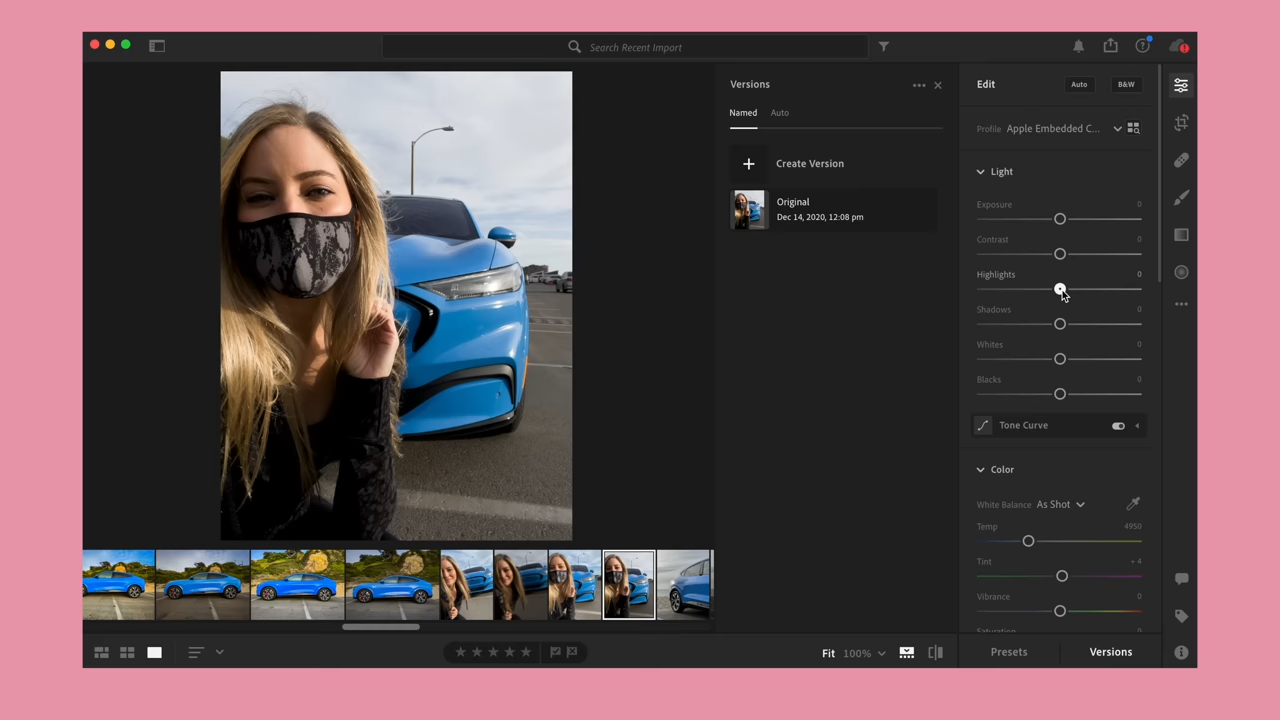 Search Recent Import
Versions
Named Auto
Create Version
Original
Dec 14, 2020, 12:08 pm
Edit Auto B&W
Profile Apple Embedded C...
Light
Exposure 0
Contrast 0
Highlights 0
Shadows 0
Whites 0
Blacks 0
Tone Curve
Color
White Balance As Shot
Temp 4950
Tint + 4
Vibrance 0
Saturation
Fit 100%
Presets Versions